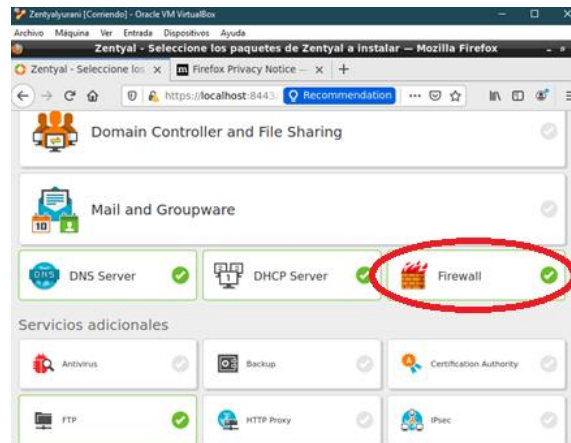 Zentyalyurani [Corriendo] - Oracle VM VirtualBox
Archivo Máquina Ver Entrada Dispositivos Ayuda
Zentyal - Seleccione los paquetes de Zentyal a instalar — Mozilla Firefox
Zentyal - Seleccione los
Firefox Privacy Notice —
https://localhost:8443
Recommendation
Domain Controller and File Sharing
Mail and Groupware
DNS
DNS Server
DHCP Server
Firewall
Servicios adicionales
Antivirus
Backup
Certification Authority
FTP
HTTP Proxy
IPsec